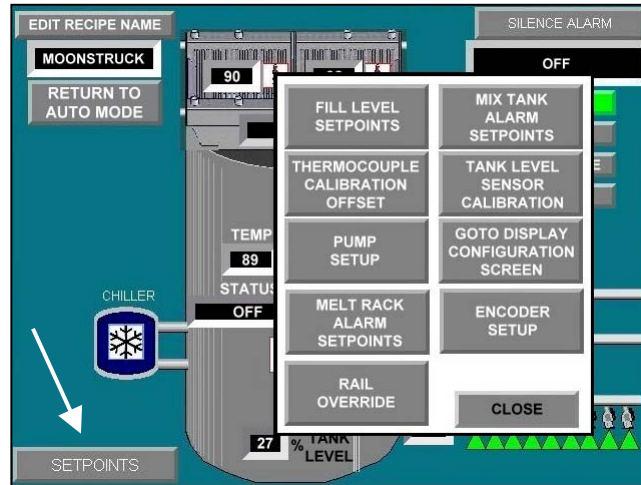 EDIT RECIPE NAME
MOONSTRUCK
RETURN TO
AUTO MODE
SILENCE ALARM
OFF
90
FILL LEVEL
SETPOINTS
MIX TANK
ALARM
SETPOINTS
THERMOCOUPLE
CALIBRATION
OFFSET
TANK LEVEL
SENSOR
CALIBRATION
PUMP
SETUP
GOTO DISPLAY
CONFIGURATION
SCREEN
MELT RACK
ALARM
SETPOINTS
ENCODER
SETUP
RAIL
OVERRIDE
CLOSE
TEMP
89
STATUS
OFF
CHILLER
27 % TANK
LEVEL
SETPOINTS